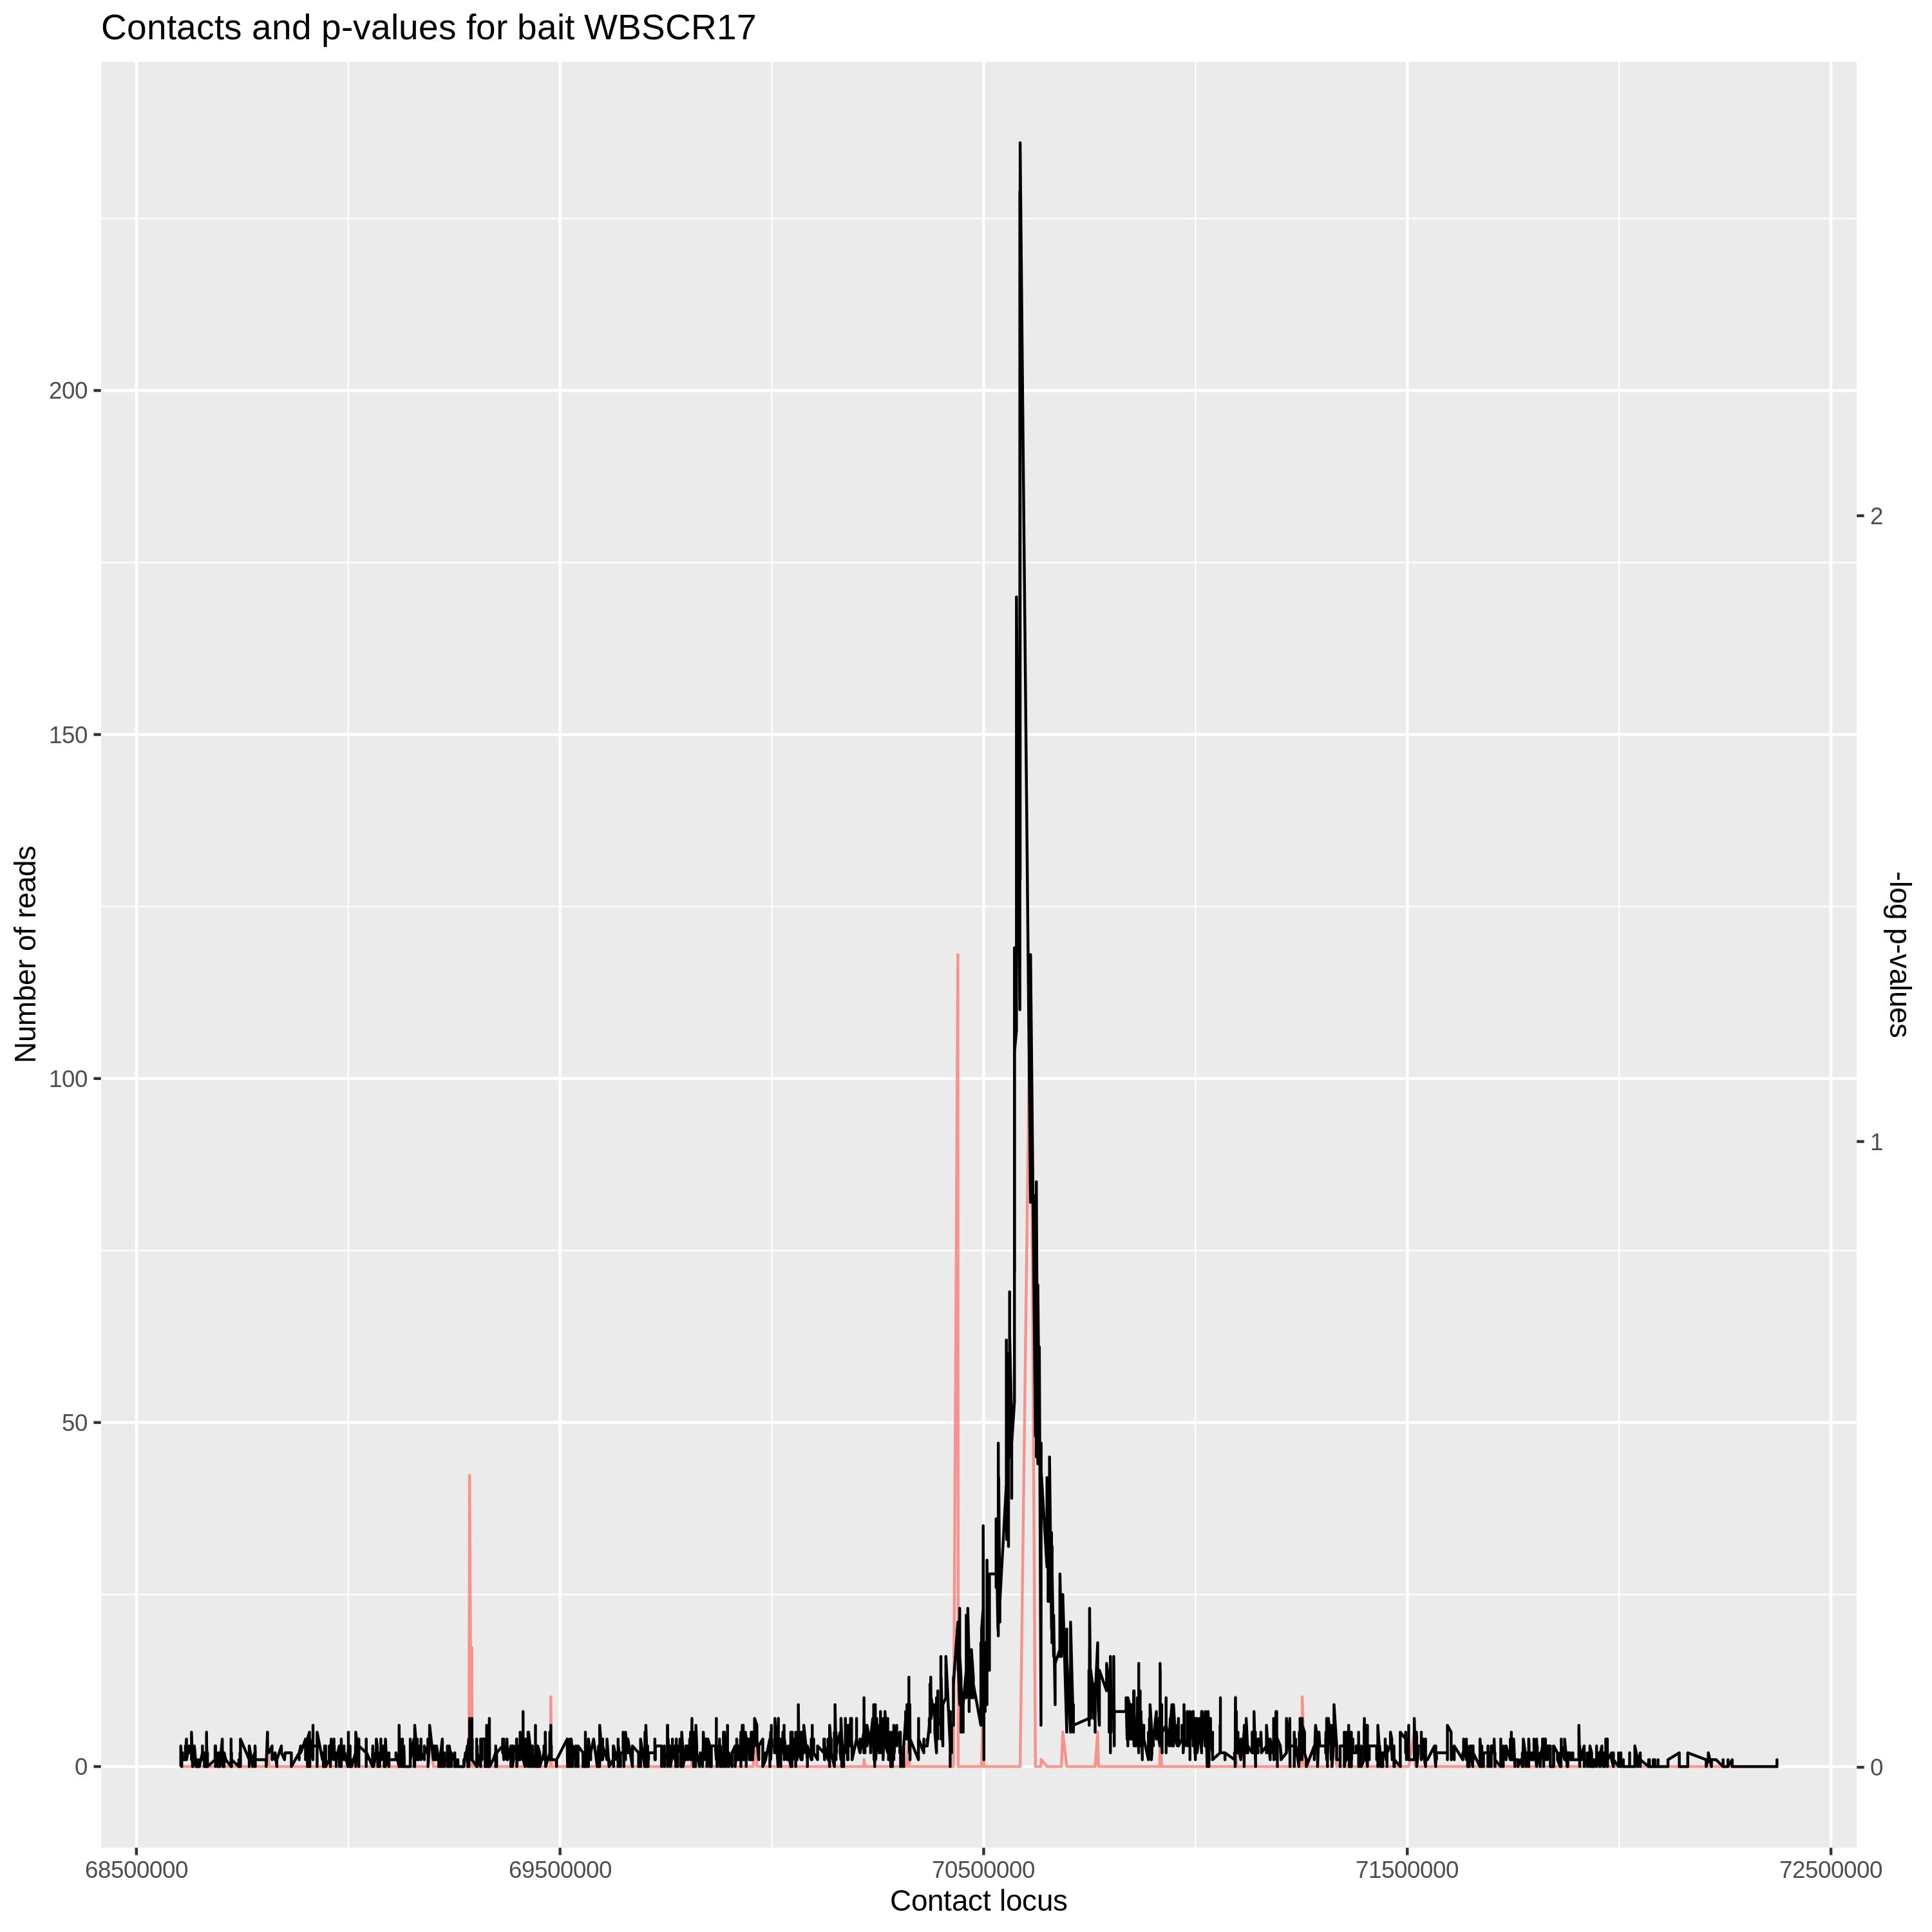 Contacts and p-values for bait WBSCR17
200
150
100
50
0
Number of reads
2
1
0
-log p-values
68500000 69500000 70500000 71500000 72500000
Contact locus